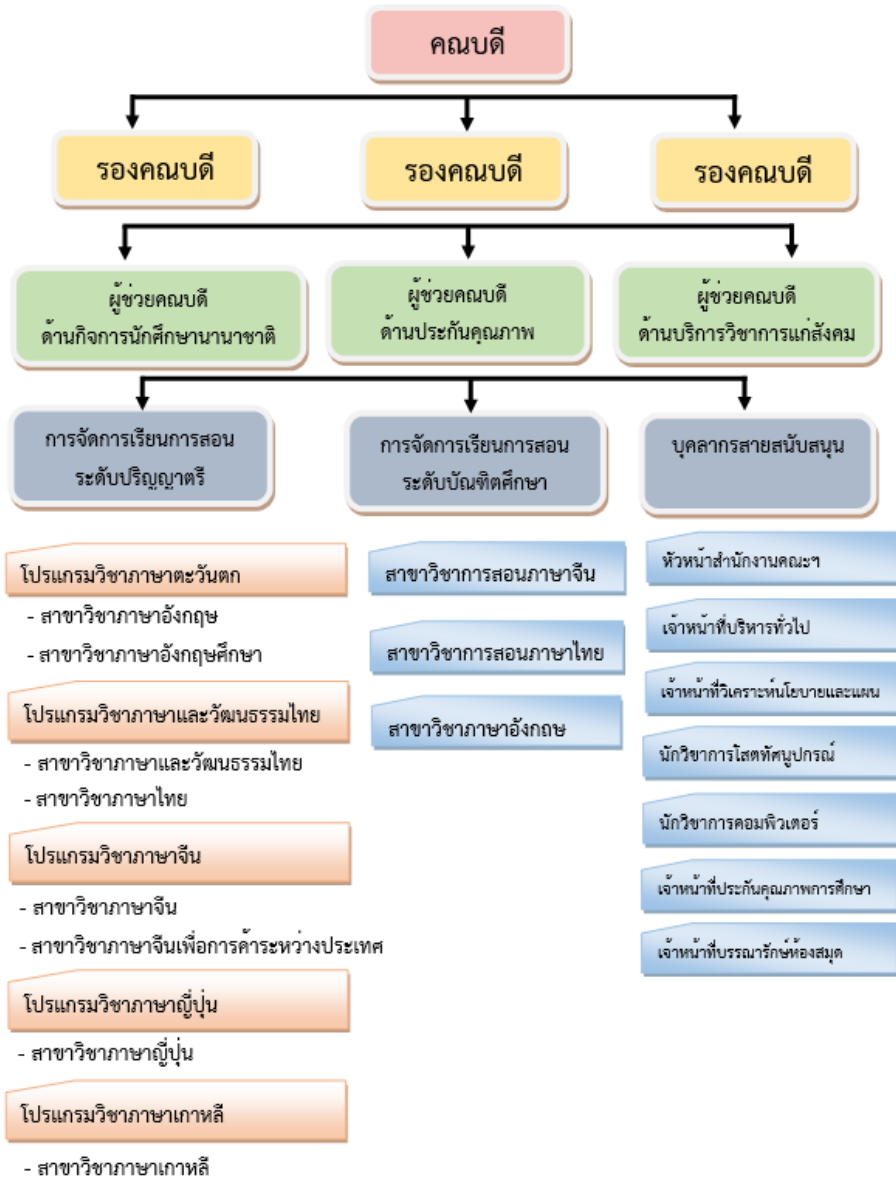 คณบดี
รองคณบดี
รองคณบดี
รองคณบดี
ผู้ช่วยคณบดี
ด้านกิจการนักศึกษานานาชาติ
ผู้ช่วยคณบดี
ด้านประกันคุณภาพ
ผู้ช่วยคณบดี
ด้านบริการวิชาการแก่สังคม
การจัดการเรียนการสอน
ระดับปริญญาตรี
การจัดการเรียนการสอน
ระดับบัณฑิตศึกษา
บุคลากรสายสนับสนุน
โปรแกรมวิชาภาษาตะวันตก
- สาขาวิชาภาษาอังกฤษ
- สาขาวิชาภาษาอังกฤษศึกษา
โปรแกรมวิชาภาษาและวัฒนธรรมไทย
- สาขาวิชาภาษาและวัฒนธรรมไทย
- สาขาวิชาภาษาไทย
โปรแกรมวิชาภาษาจีน
- สาขาวิชาภาษาจีน
- สาขาวิชาภาษาจีนเพื่อการค้าระหว่างประเทศ
โปรแกรมวิชาภาษาญี่ปุ่น
- สาขาวิชาภาษาญี่ปุ่น
โปรแกรมวิชาภาษาเกาหลี
- สาขาวิชาภาษาเกาหลี
สาขาวิชาการสอนภาษาจีน
สาขาวิชาการสอนภาษาไทย
สาขาวิชาภาษาอังกฤษ
หัวหน้าสำนักงานคณะฯ
เจ้าหน้าที่บริหารทั่วไป
เจ้าหน้าที่วิเคราะห์นโยบายและแผน
นักวิชาการโสตทัศนูปกรณ์
นักวิชาการคอมพิวเตอร์
เจ้าหน้าที่ประกันคุณภาพการศึกษา
เจ้าหน้าที่บรรณารักษ์ห้องสมุด